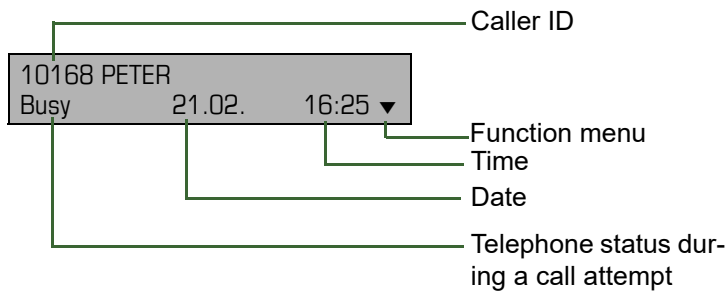 Caller ID
10168 PETER
Busy 21.02. 16:25 ▼
Function menu
Time
Date
Telephone status dur-
ing a call attempt